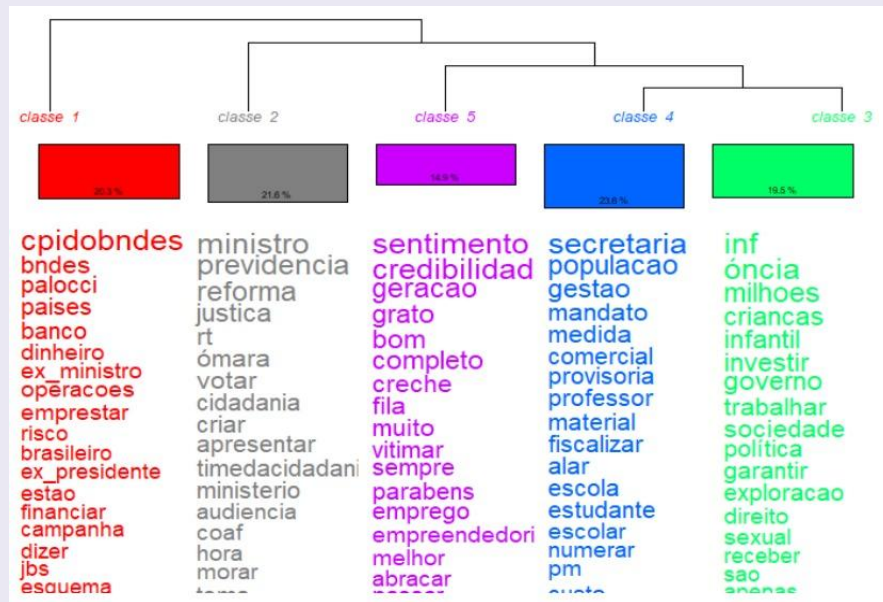 classe 1 classe 2 classe 5 classe 4 classe 3
20.3 % 21.6 % 14.9 % 23.6 % 19.5 %
cpidobndes
bndes
palocci
paises
banco
dinheiro
ex_ministro
operacoes
emprestar
risco
brasileiro
ex_presidente
estao
financiar
campanha
dizer
jbs
esquema
ministro
previdencia
reforma
justica
rt
ómara
votar
cidadania
criar
apresentar
timedacidadani
ministerio
audiencia
coaf
hora
morar
sentimento
credibilidad
geracao
grato
bom
completo
creche
fila
muito
vitimar
sempre
parabens
emprego
empreendedori
melhor
abracar
secretaria
populacao
gestao
mandato
medida
comercial
provisoria
professor
material
fiscalizar
alar
escola
estudante
escolar
numerar
pm
inf
óncia
milhoes
criancas
infantil
investir
governo
trabalhar
sociedade
política
garantir
exploracao
direito
sexual
receber
sao
apenas